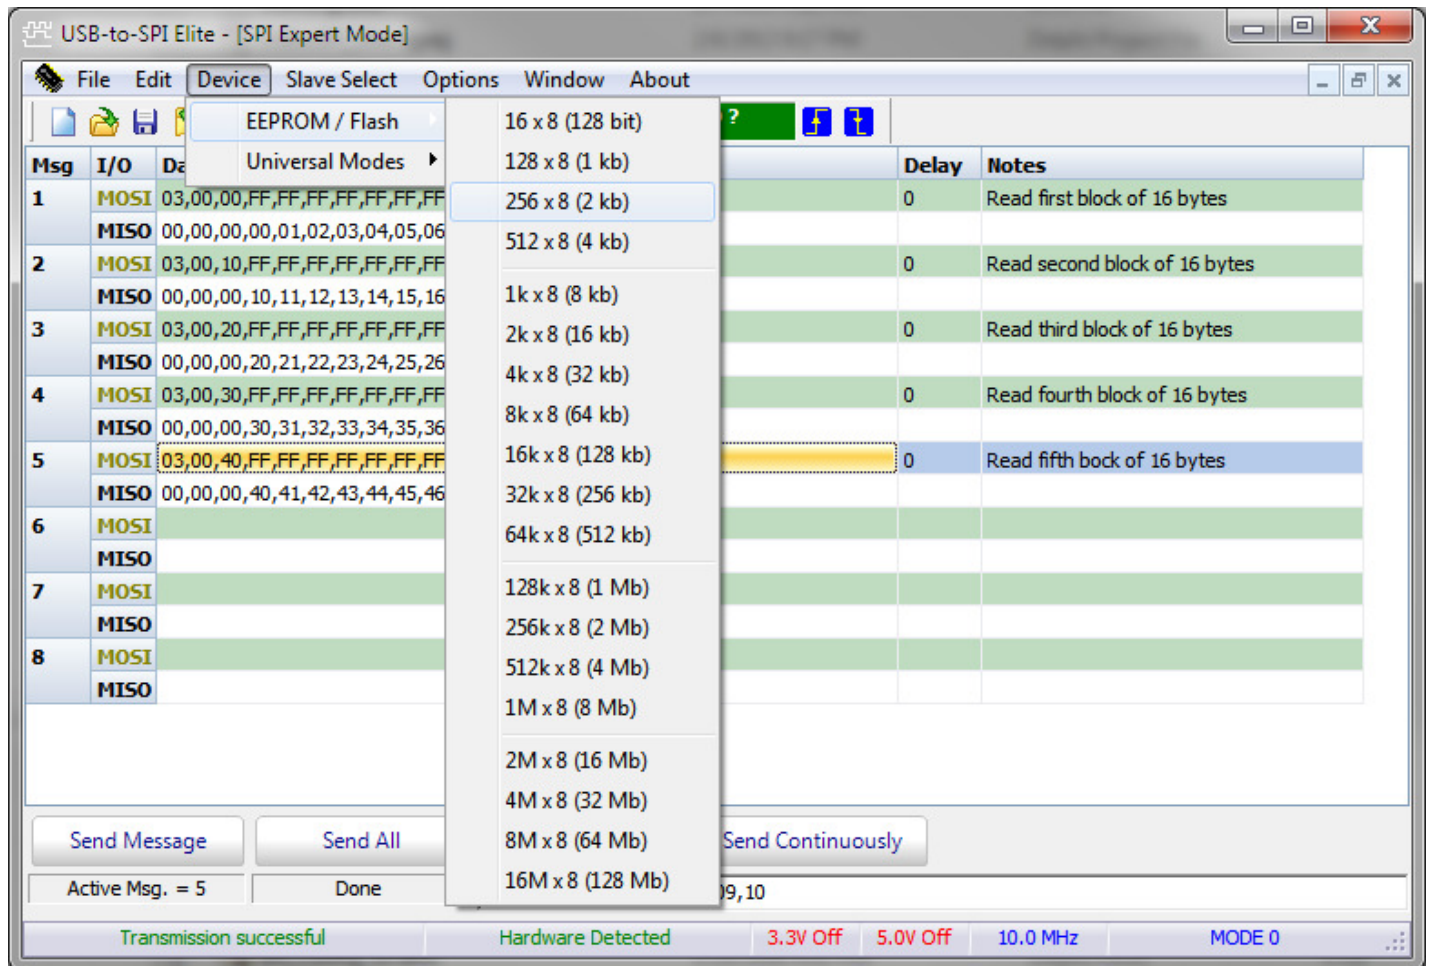 USB-to-SPI Elite - [SPI Expert Mode]
File Edit Device Slave Select Options Window About
EEPROM / Flash
Universal Modes
16 x 8 (128 bit)
128 x 8 (1 kb)
256 x 8 (2 kb)
512 x 8 (4 kb)
1k x 8 (8 kb)
2k x 8 (16 kb)
4k x 8 (32 kb)
8k x 8 (64 kb)
16k x 8 (128 kb)
32k x 8 (256 kb)
64k x 8 (512 kb)
128k x 8 (1 Mb)
256k x 8 (2 Mb)
512k x 8 (4 Mb)
1M x 8 (8 Mb)
2M x 8 (16 Mb)
4M x 8 (32 Mb)
8M x 8 (64 Mb)
16M x 8 (128 Mb)
?
Msg I/O Da Delay Notes
1 MOSI 03,00,00,FF,FF,FF,FF,FF,FF,FF 0 Read first block of 16 bytes
MISO 00,00,00,00,01,02,03,04,05,06
2 MOSI 03,00,10,FF,FF,FF,FF,FF,FF,FF 0 Read second block of 16 bytes
MISO 00,00,00,10,11,12,13,14,15,16
3 MOSI 03,00,20,FF,FF,FF,FF,FF,FF,FF 0 Read third block of 16 bytes
MISO 00,00,00,20,21,22,23,24,25,26
4 MOSI 03,00,30,FF,FF,FF,FF,FF,FF,FF 0 Read fourth block of 16 bytes
MISO 00,00,00,30,31,32,33,34,35,36
5 MOSI 03,00,40,FF,FF,FF,FF,FF,FF,FF 0 Read fifth bock of 16 bytes
MISO 00,00,00,40,41,42,43,44,45,46
6 MOSI
MISO
7 MOSI
MISO
8 MOSI
MISO
Send Message Send All Send Continuously
Active Msg. = 5 Done 09,10
Transmission successful Hardware Detected 3.3V Off 5.0V Off 10.0 MHz MODE 0